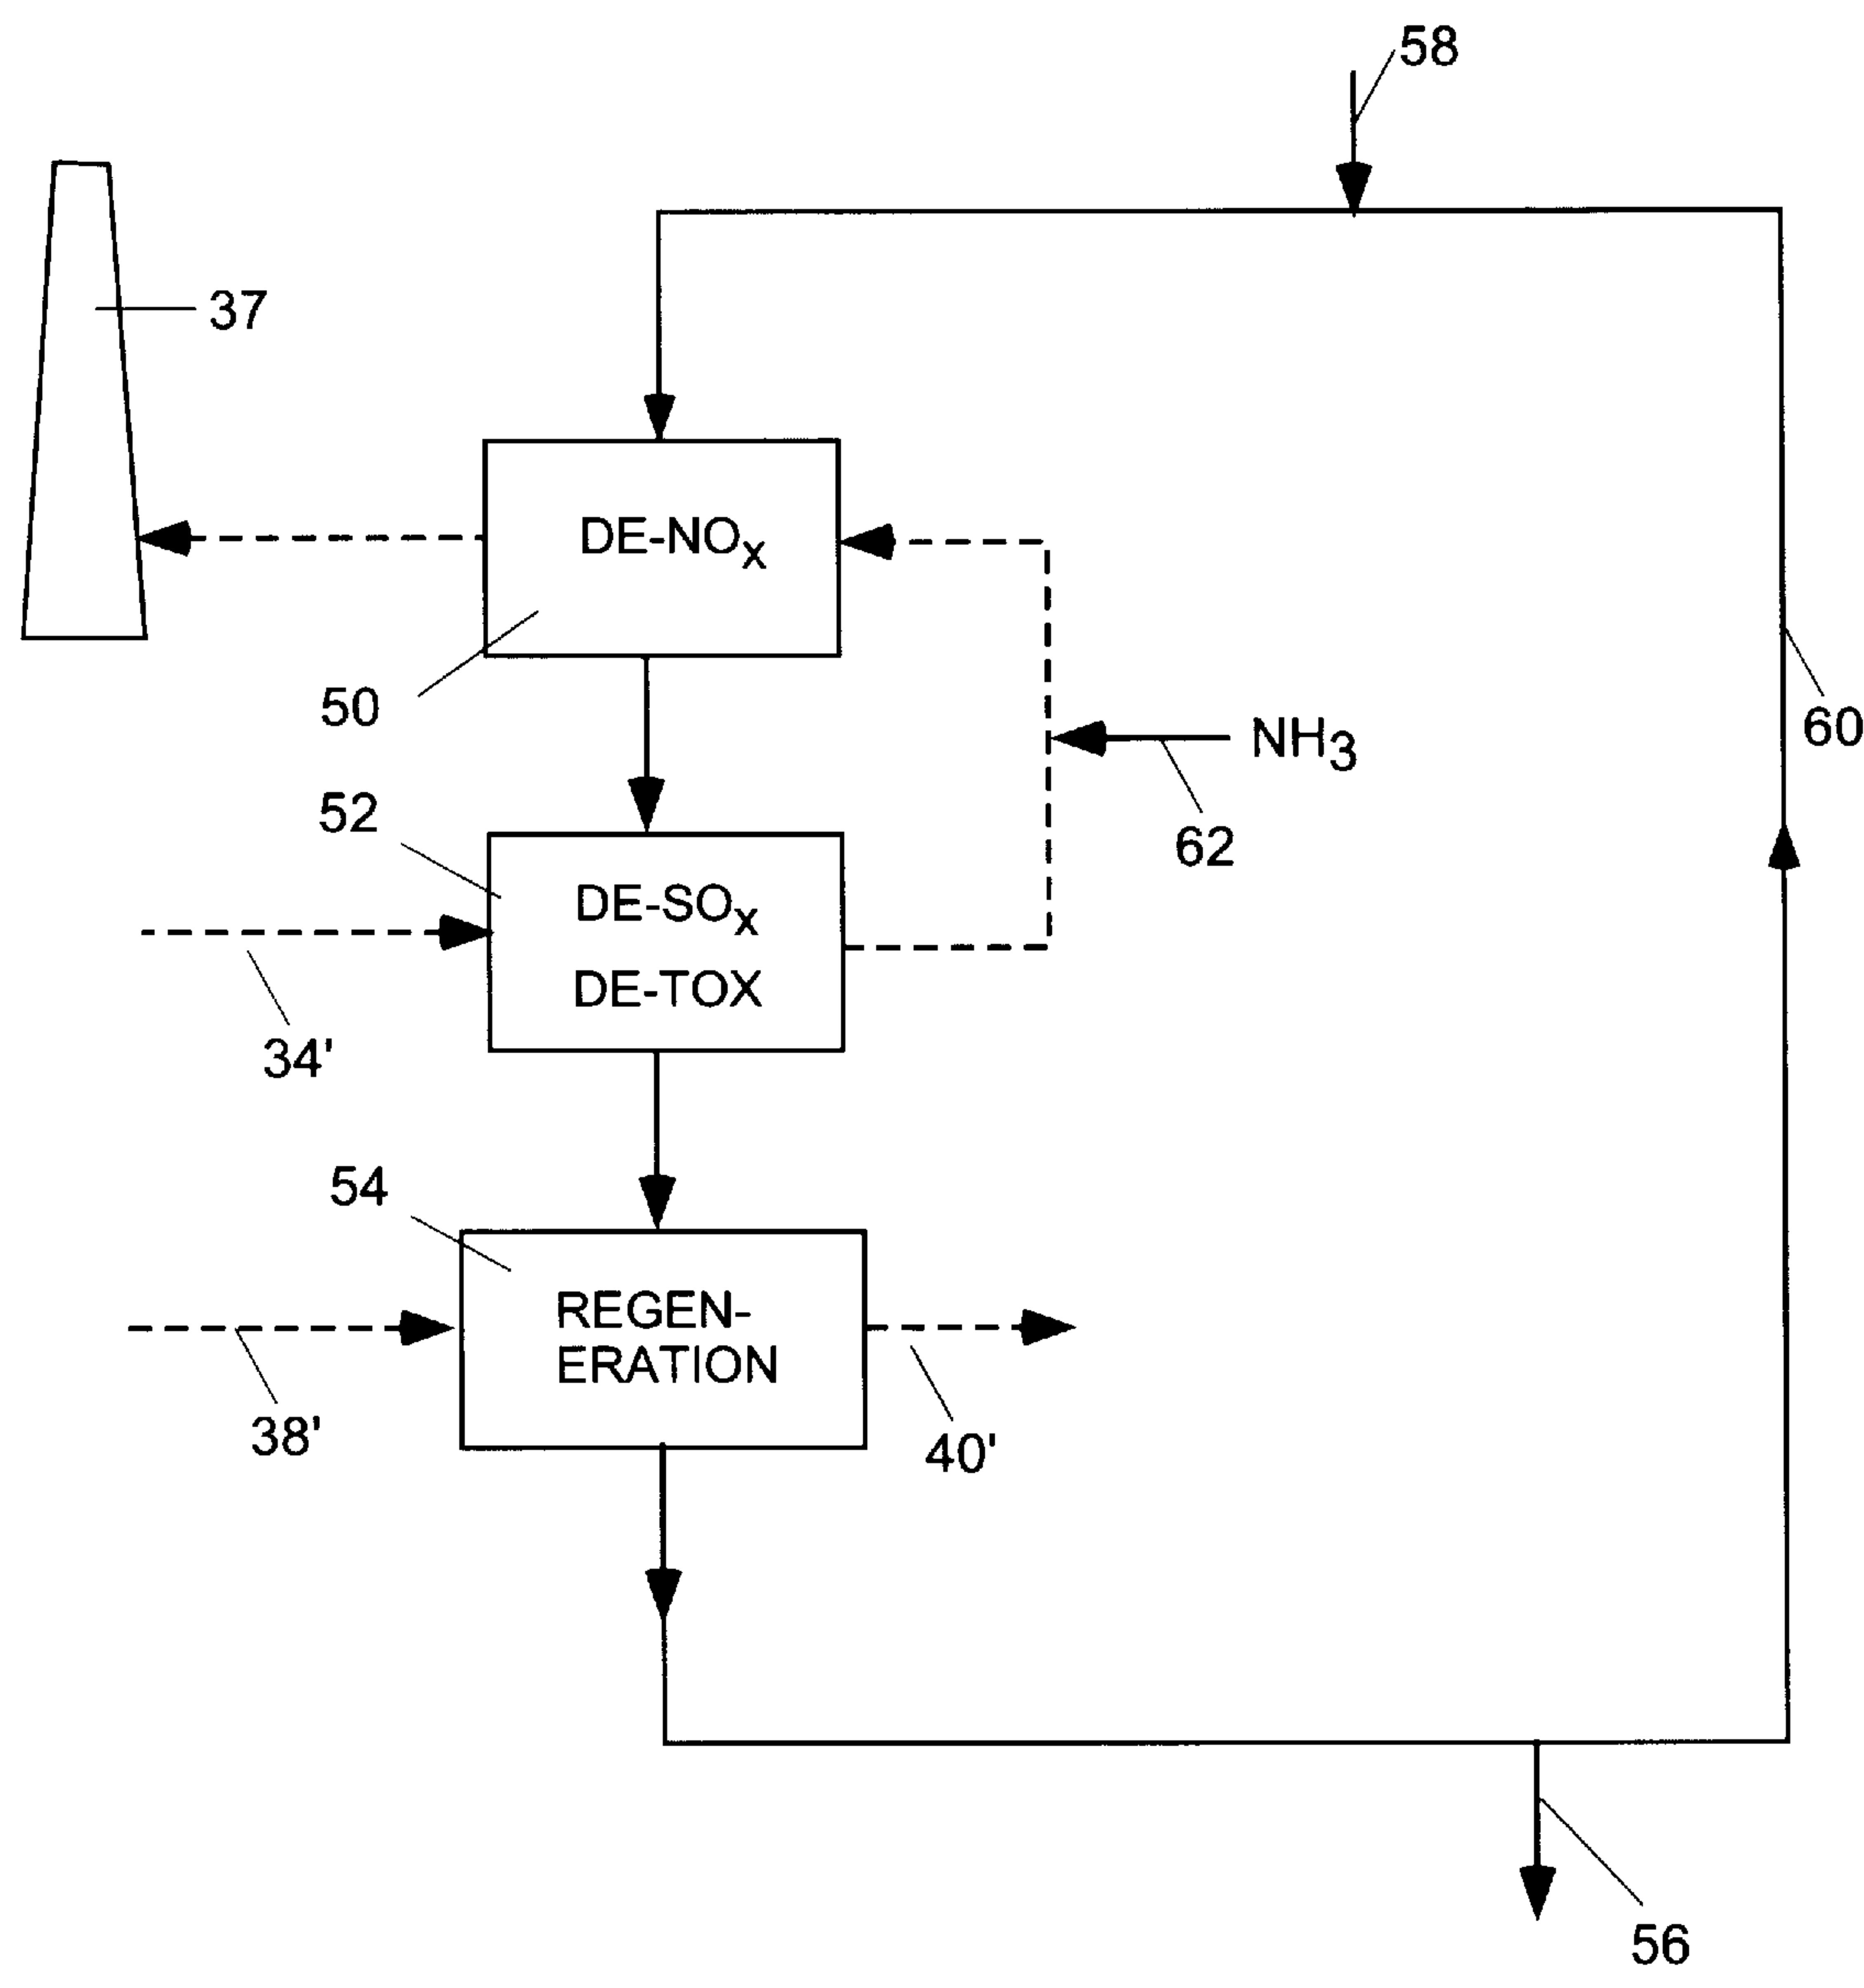 58
37
DE-NOx
50
60
NH3
62
52
DE-SOx
DE-TOX
34'
54
REGEN-
ERATION
38'
40'
56